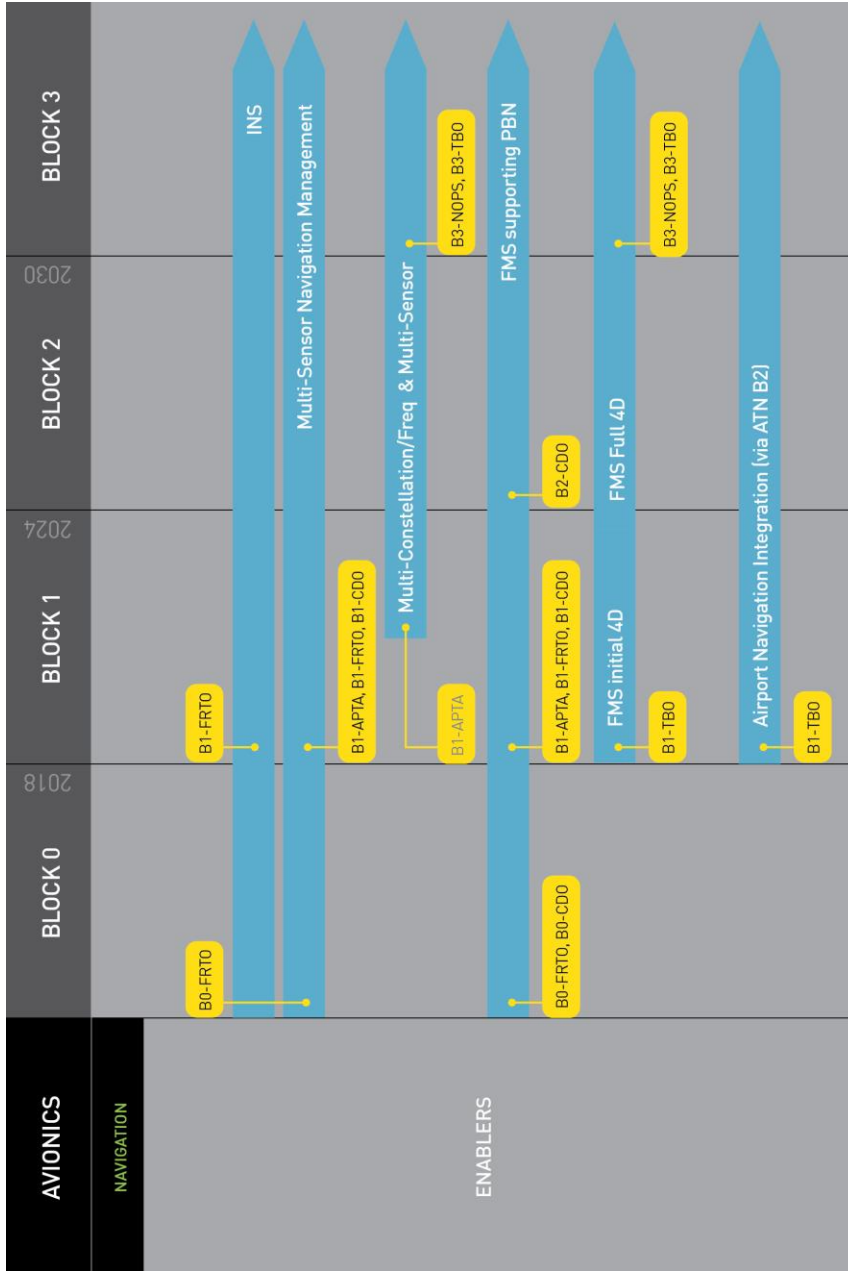 AVIONICS
BLOCK 0
2018
BLOCK 1
2024
BLOCK 2
2030
BLOCK 3
NAVIGATION
ENABLERS
B0-FRTO
B1-FRTO
INS
Multi-Sensor Navigation Management
B1-APTA, B1-FRTO, B1-CDO
Multi-Constellation/Freq & Multi-Sensor
B1-APTA
B3-NOPS, B3-TBO
FMS supporting PBN
B0-FRTO, B0-CDO
B1-APTA, B1-FRTO, B1-CDO
B2-CDO
FMS initial 4D
FMS Full 4D
B1-TBO
B3-NOPS, B3-TBO
Airport Navigation Integration (via ATN B2)
B1-TBO